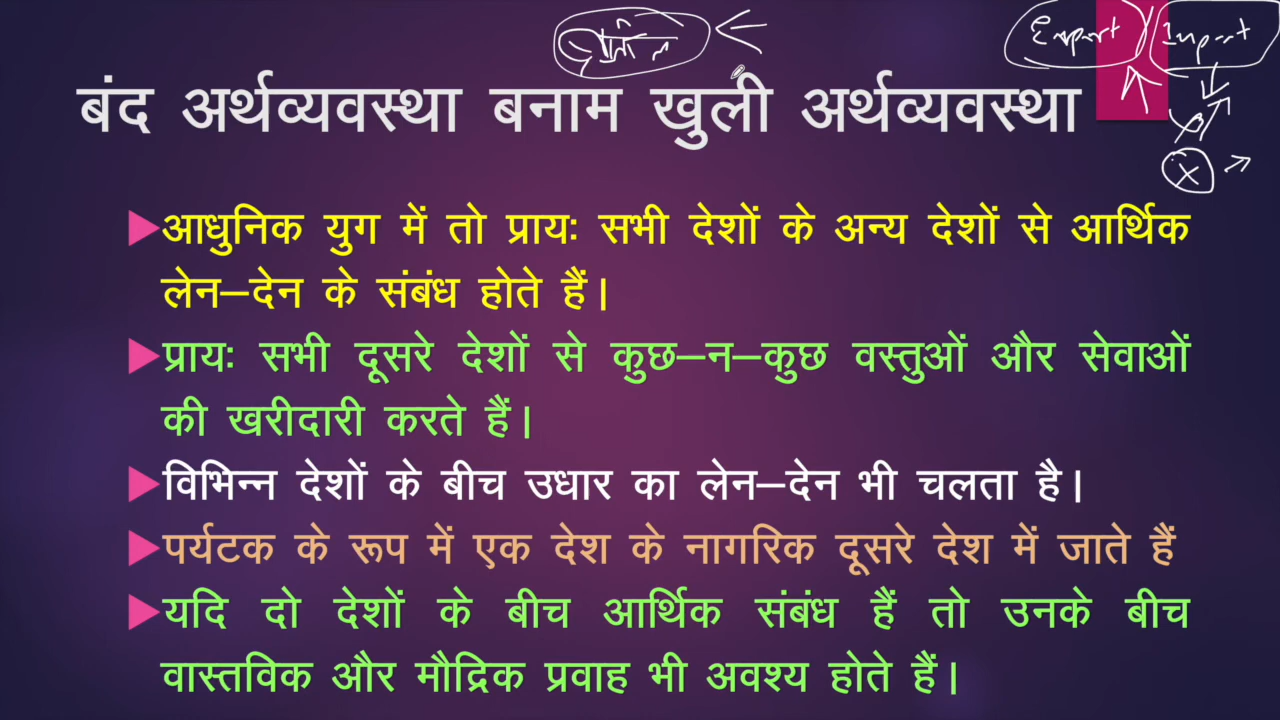 Export Import
बंद अर्थव्यवस्था बनाम खुली अर्थव्यवस्था
x
आधुनिक युग में तो प्रायः सभी देशों के अन्य देशों से आर्थिक
लेन–देन के संबंध होते हैं।
प्रायः सभी दूसरे देशों से कुछ–न–कुछ वस्तुओं और सेवाओं
की खरीदारी करते हैं।
विभिन्न देशों के बीच उधार का लेन–देन भी चलता है।
पर्यटक के रूप में एक देश के नागरिक दूसरे देश में जाते हैं
यदि दो देशों के बीच आर्थिक संबंध हैं तो उनके बीच
वास्तविक और मौद्रिक प्रवाह भी अवश्य होते हैं।